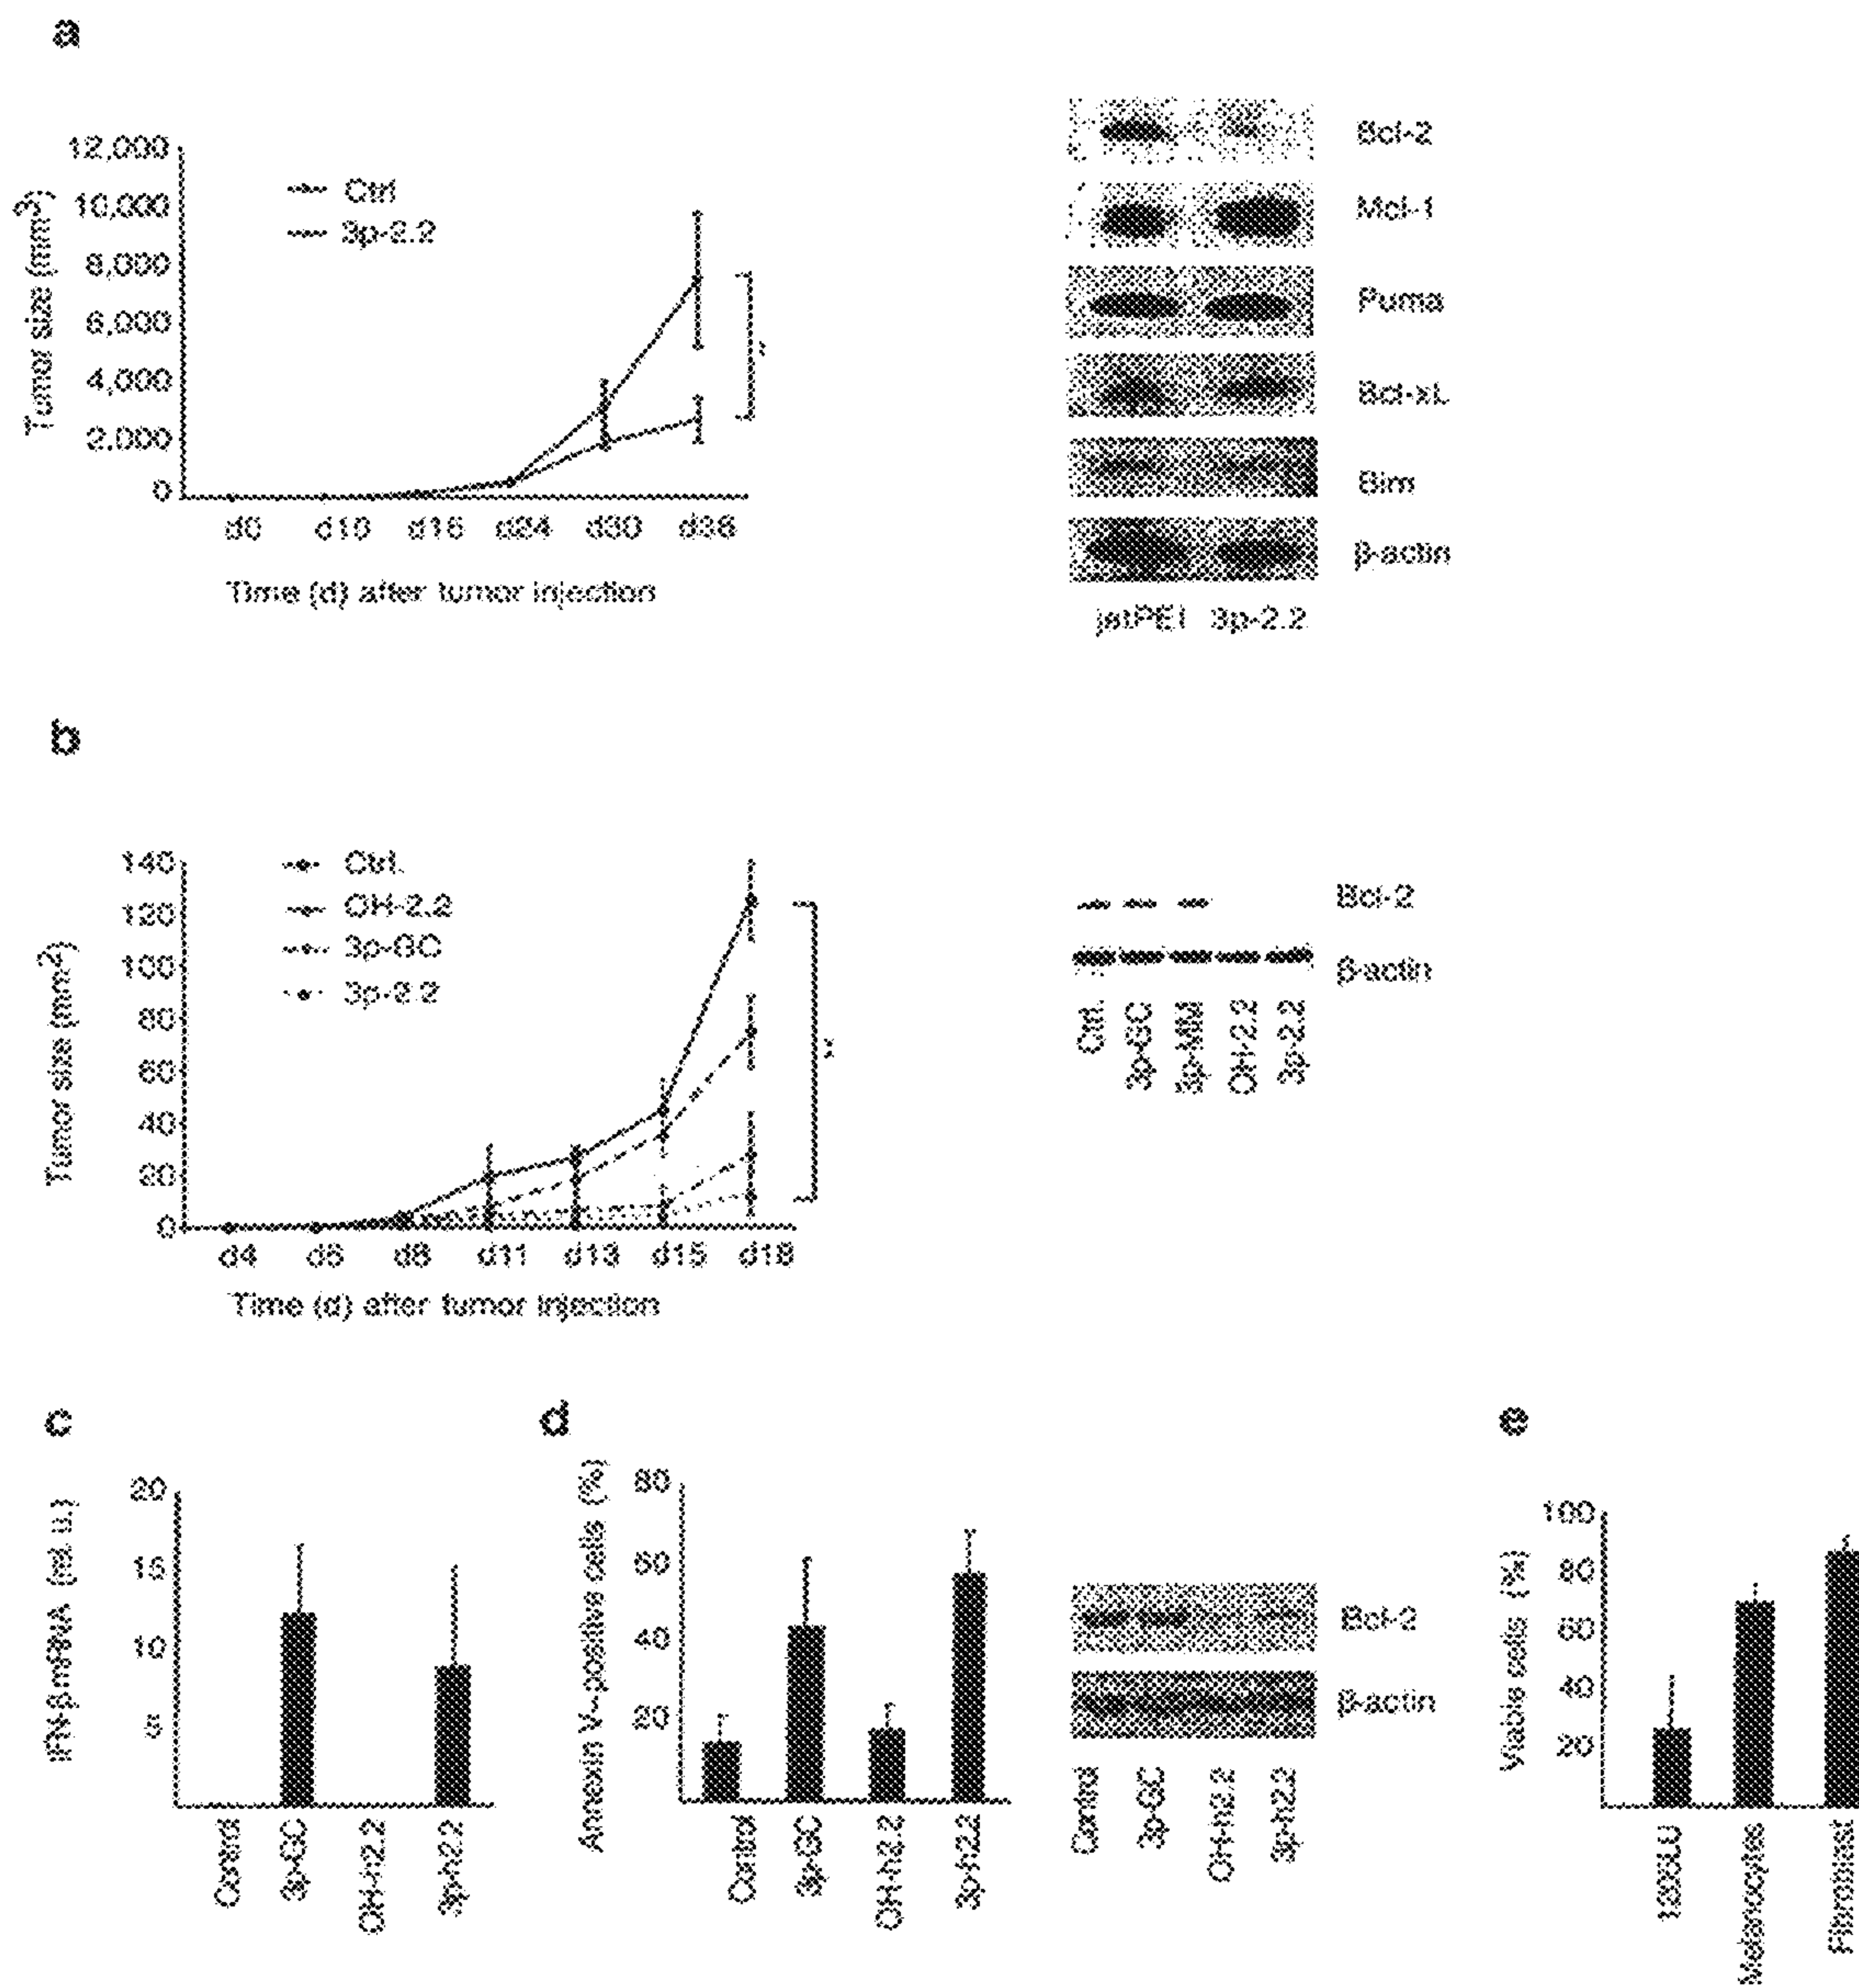 a
12,000
10,000
8,000
6,000
4,000
2,000
0
Tumor size (mm3)
Ctrl
3p-2.2
d0
d10
d16
d24
d30
Time (d) after tumor injection
Bcl-2
Mcl-1
Puma
Bcl-xL
Bim
β-actin
jetPEI 3p-2.2
b
140
120
100
80
60
40
20
0
Tumor size (mm2)
Ctrl.
OH-2.2
3p-GC
3p-2.2
d4
d6
d8
d11
d13
d15
d18
Time (d) after tumor injection
Bcl-2
β-actin
Ctrl.
3p-GC
3p-MM
OH-2.2
3p-2.2
c
20
15
10
5
IFN-β mRNA (rel. u.)
Control
3p-GC
OH-h2.2
3p-h2.2
d
80
60
40
20
Annexin V–positive cells (%)
Control
3p-GC
OH-h2.2
3p-h2.2
Bcl-2
β-actin
Control
3p-GC
OH-h2.2
3p-h2.2
e
100
80
60
40
20
Viable cells (%)
1205LU
Melanocytes
Fibroblast